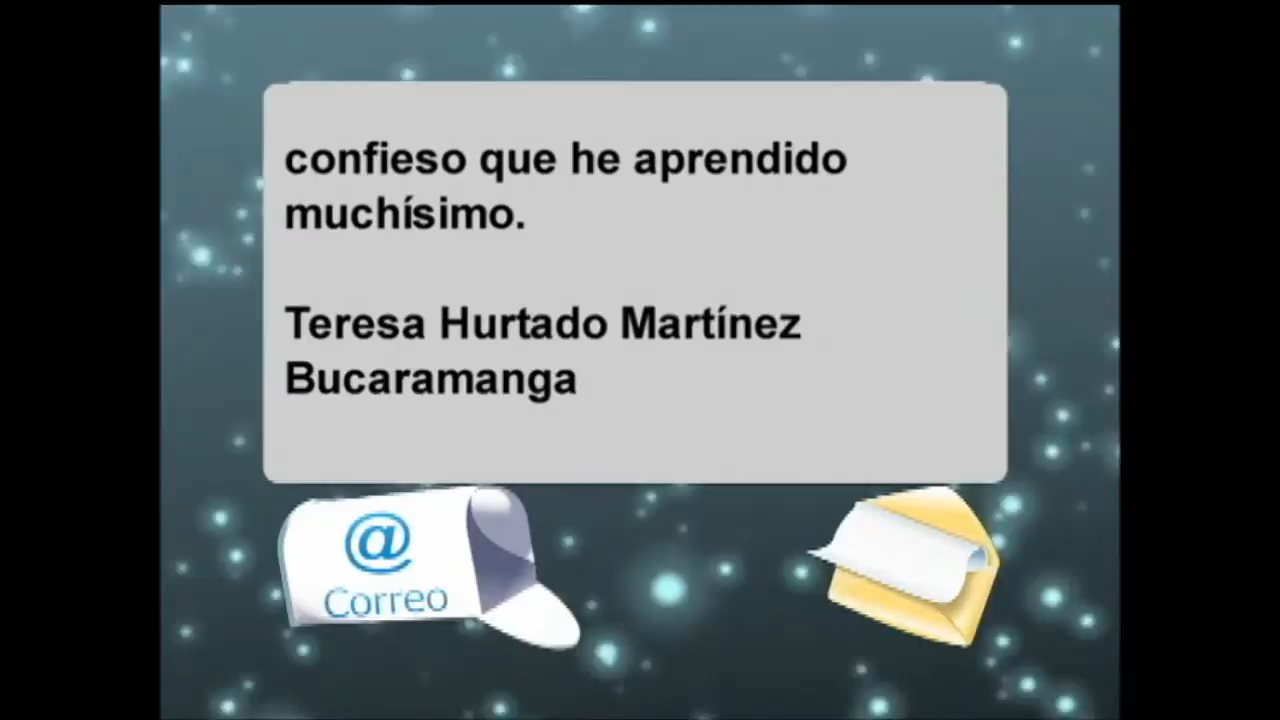 confieso que he aprendido
muchísimo.
Teresa Hurtado Martínez
Bucaramanga
@
Correo